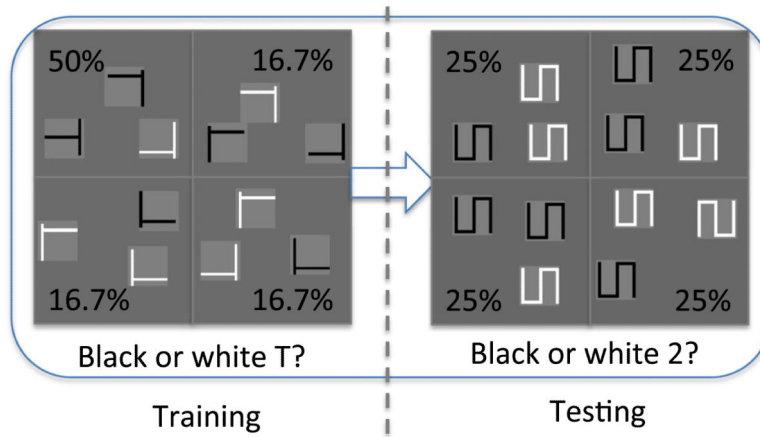 50% 16.7% 25% 25%
16.7% 16.7% 25% 25%
Black or white T? Black or white 2?
Training Testing